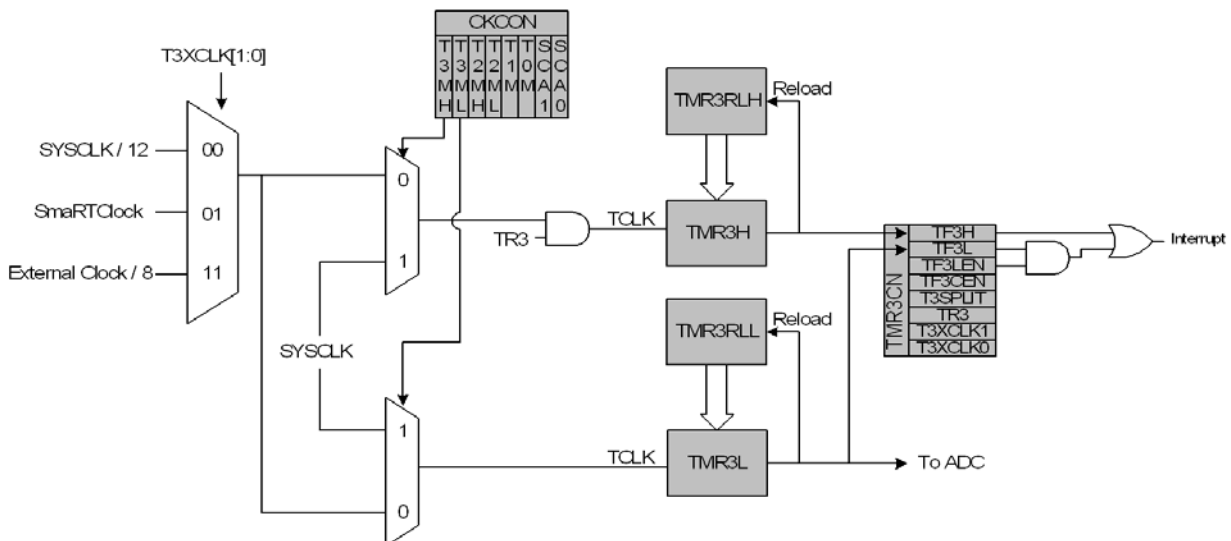 CKCON
T3MH T3ML T2MH T2ML T1M T0M SCA1 SCA0
T3XCLK[1:0]
SYSCLK / 12
00
SmaRTClock
01
External Clock / 8
11
0
1
SYSCLK
1
0
TR3
TCLK
TMR3RLH
Reload
TMR3H
TMR3RLL
Reload
TCLK
TMR3L
To ADC
TMR3CN
TF3H
TF3L
TF3LEN
TF3CEN
T3SPLIT
TR3
T3XCLK1
T3XCLK0
Interrupt